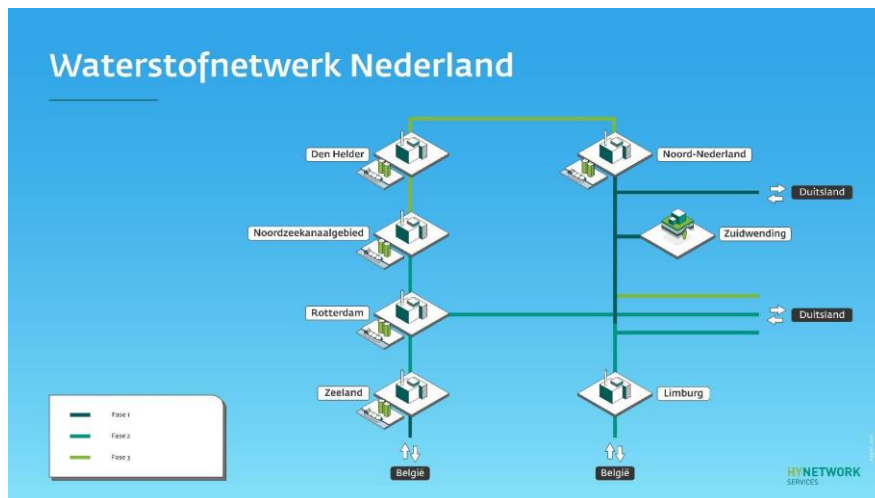 Waterstofnetwerk Nederland
Den Helder
Noord-Nederland
Duitsland
Noordzeekanaalgebied
Zuidwending
Rotterdam
Duitsland
Zeeland
Limburg
Fase 1
Fase 2
Fase 3
België
België
HYNETWORK
SERVICES